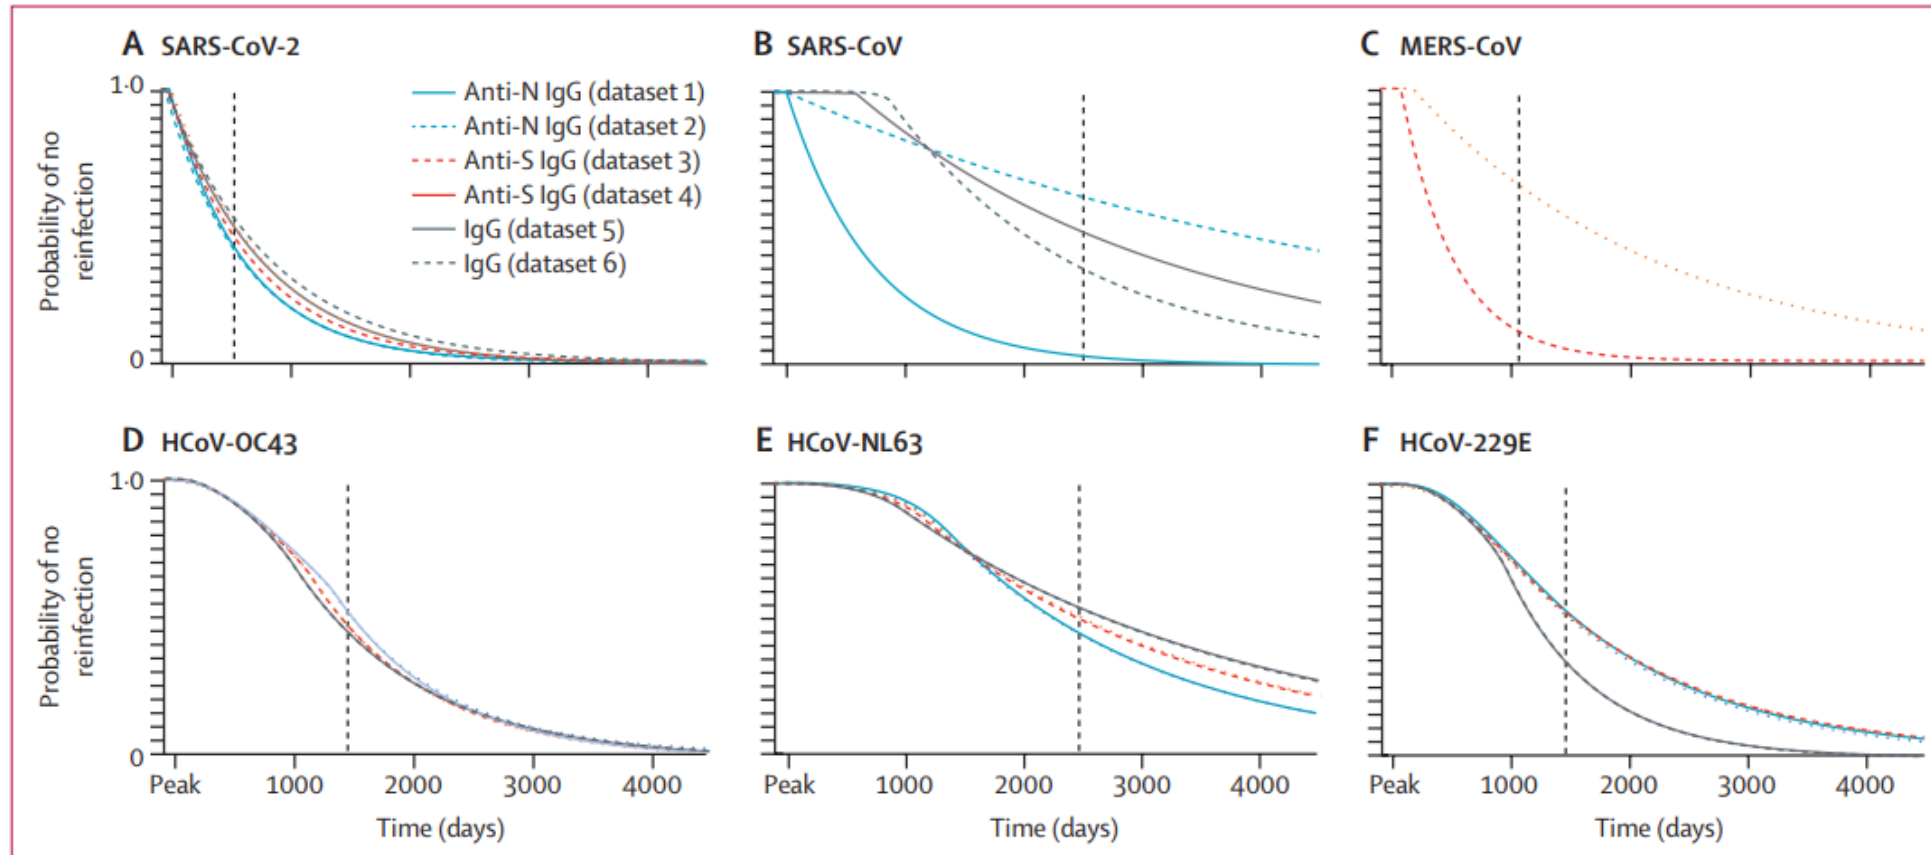 A SARS-CoV-2
B SARS-CoV
C MERS-CoV
1·0
0
Probability of no
reinfection
Anti-N IgG (dataset 1)
Anti-N IgG (dataset 2)
Anti-S IgG (dataset 3)
Anti-S IgG (dataset 4)
IgG (dataset 5)
IgG (dataset 6)
D HCoV-OC43
E HCoV-NL63
F HCoV-229E
1·0
0
Probability of no
reinfection
Peak 1000 2000 3000 4000
Peak 1000 2000 3000 4000
Peak 1000 2000 3000 4000
Time (days)
Time (days)
Time (days)